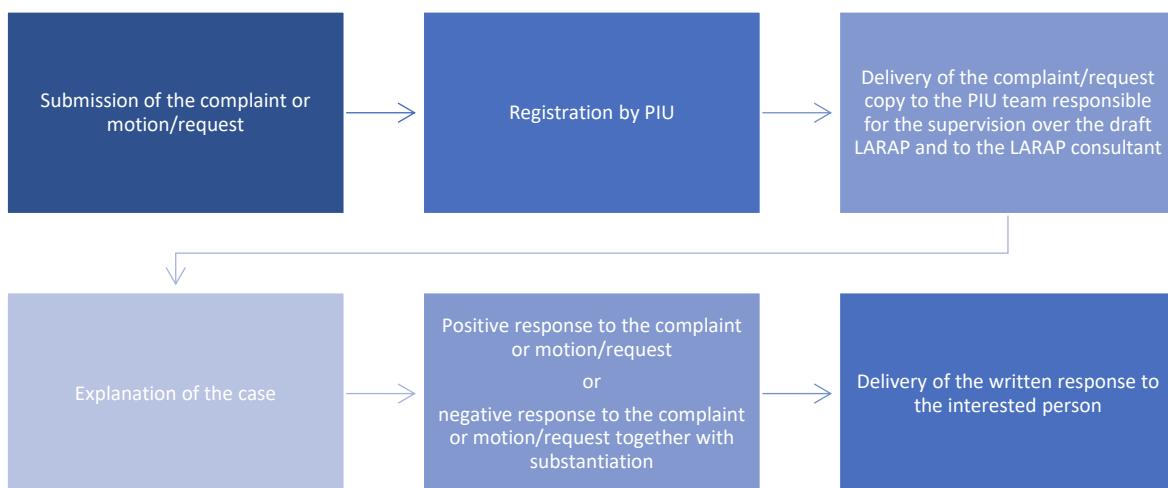 Submission of the complaint or
motion/request
Registration by PIU
Delivery of the complaint/request
copy to the PIU team responsible
for the supervision over the draft
LARAP and to the LARAP consultant
Explanation of the case
Positive response to the complaint
or motion/request
or
negative response to the complaint
or motion/request together with
substantiation
Delivery of the written response to
the interested person